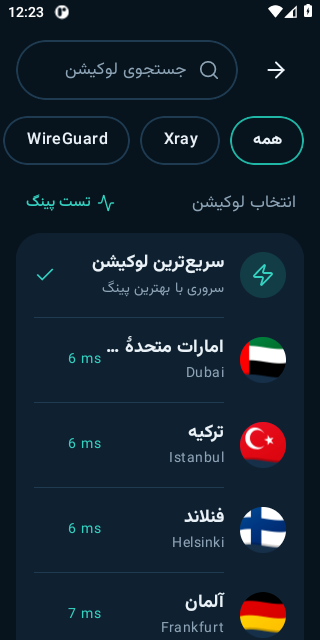 12:23
جستجوی لوکیشن
همه
Xray
WireGuard
انتخاب لوکیشن
تست پینگ
سریع‌ترین لوکیشن
سروری با بهترین پینگ
امارات متحدهٔ ...
6 ms
Dubai
ترکیه
6 ms
Istanbul
فنلاند
6 ms
Helsinki
آلمان
7 ms
Frankfurt